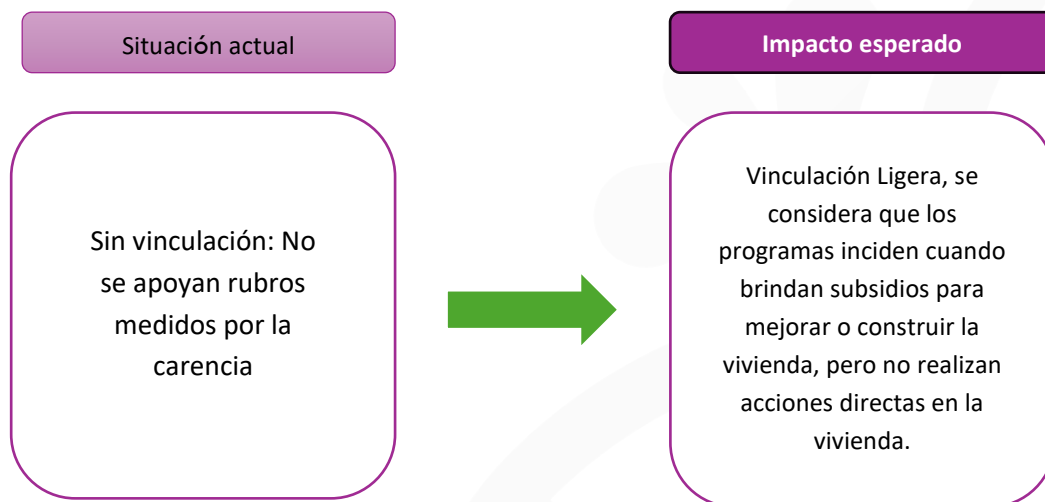 Situación actual
Impacto esperado
Sin vinculación: No
se apoyan rubros
medidos por la
carencia
Vinculación Ligera, se
considera que los
programas inciden cuando
brindan subsidios para
mejorar o construir la
vivienda, pero no realizan
acciones directas en la
vivienda.